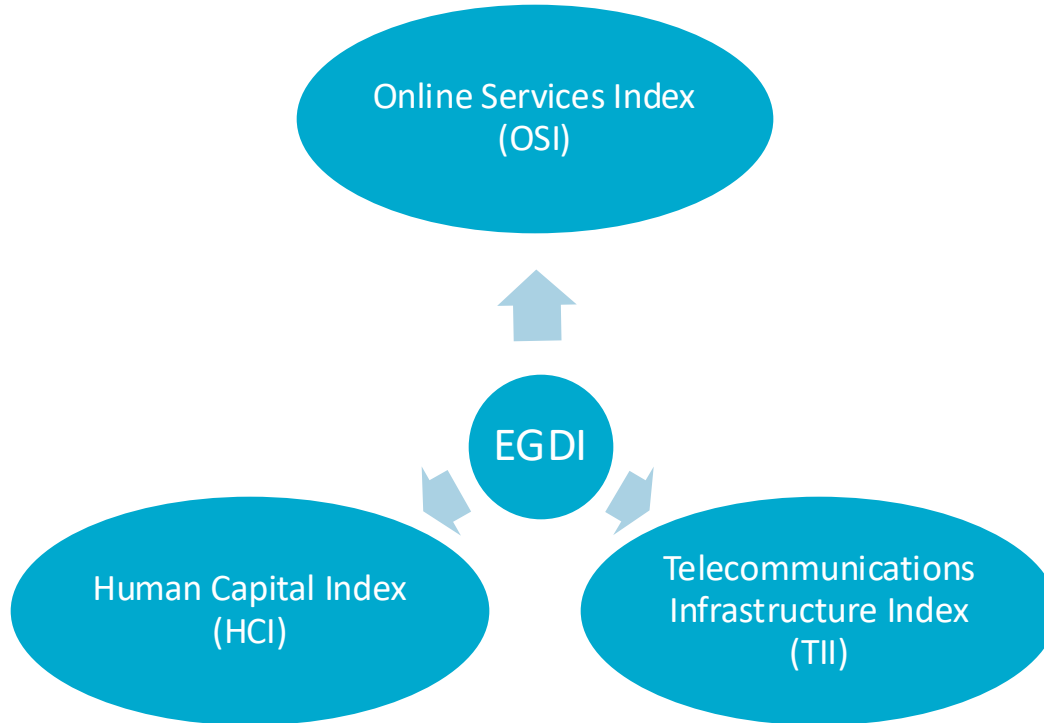 Online Services Index
(OSI)
EGDI
Human Capital Index
(HCI)
Telecommunications
Infrastructure Index
(TII)